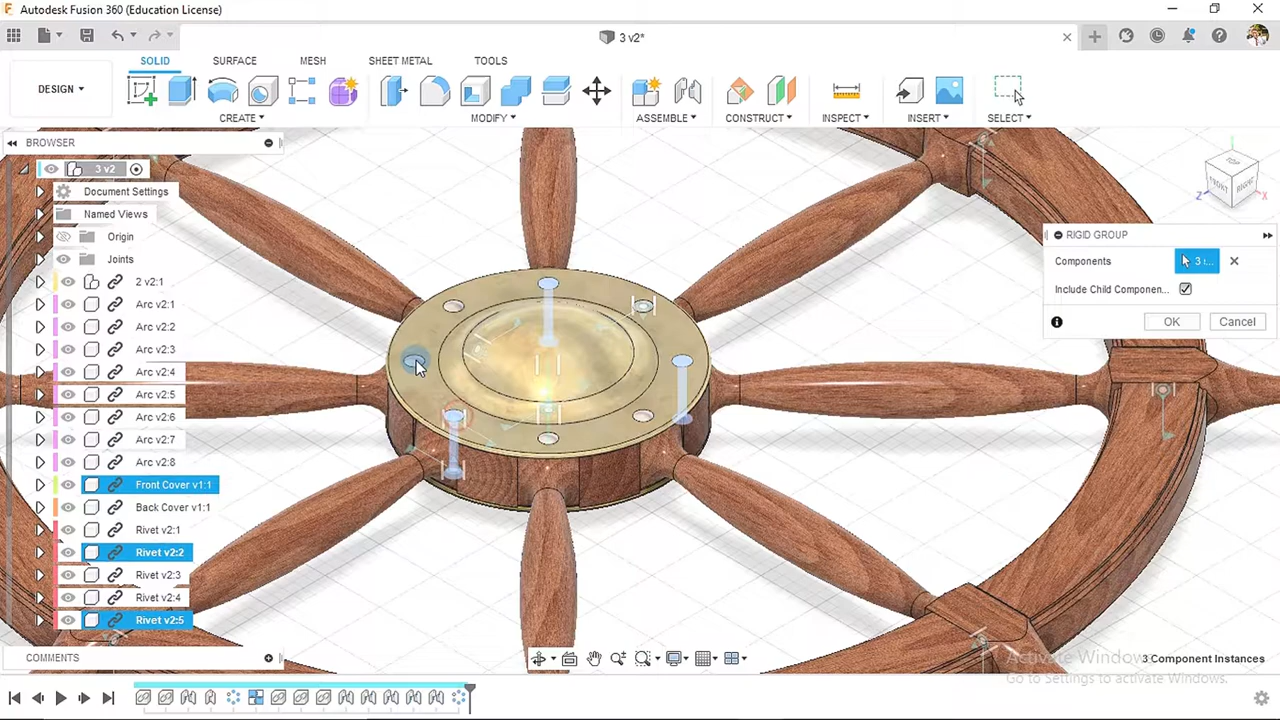 Autodesk Fusion 360 (Education License)
3 v2*
DESIGN
SOLID SURFACE MESH SHEET METAL TOOLS
CREATE MODIFY ASSEMBLE CONSTRUCT INSPECT INSERT SELECT
BROWSER
3 v2
Document Settings
Named Views
Origin
Joints
2 v2:1
Arc v2:1
Arc v2:2
Arc v2:3
Arc v2:4
Arc v2:5
Arc v2:6
Arc v2:7
Arc v2:8
Front Cover v1:1
Back Cover v1:1
Rivet v2:1
Rivet v2:2
Rivet v2:3
Rivet v2:4
Rivet v2:5
TOP
FRONT RIGHT
Z X
RIGID GROUP
Components 3
Include Child Componen...
OK Cancel
COMMENTS
Activate Windows
Go to Settings to activate Windows.
3 Component Instances